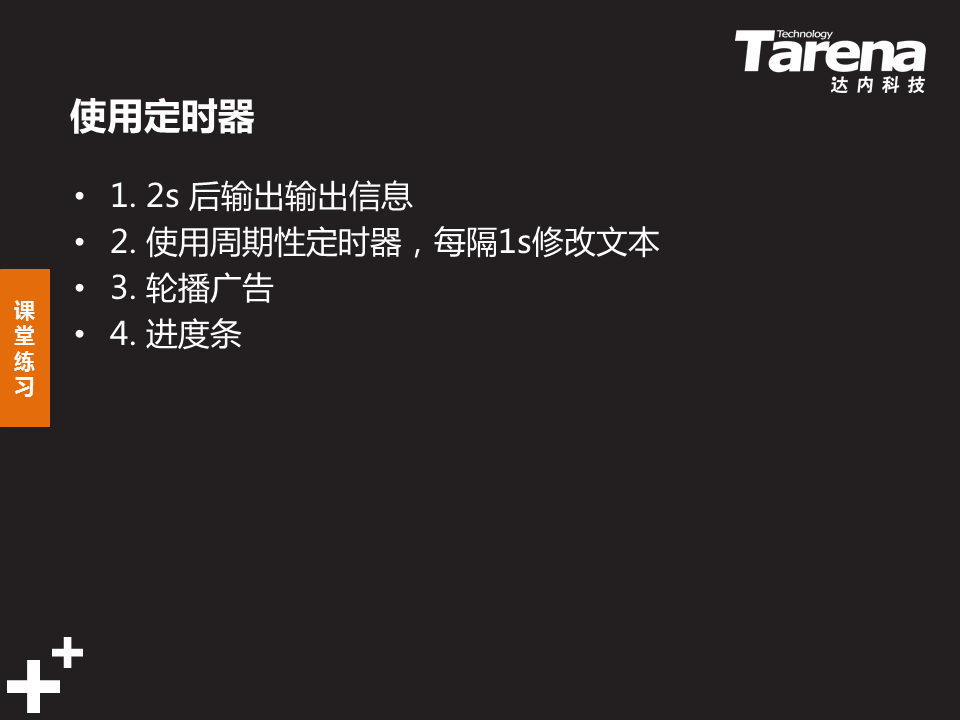 Technology
Tarena
达内科技
使用定时器
• 1. 2s 后输出输出信息
• 2. 使用周期性定时器，每隔1s修改文本
• 3. 轮播广告
• 4. 进度条
课
堂
练
习